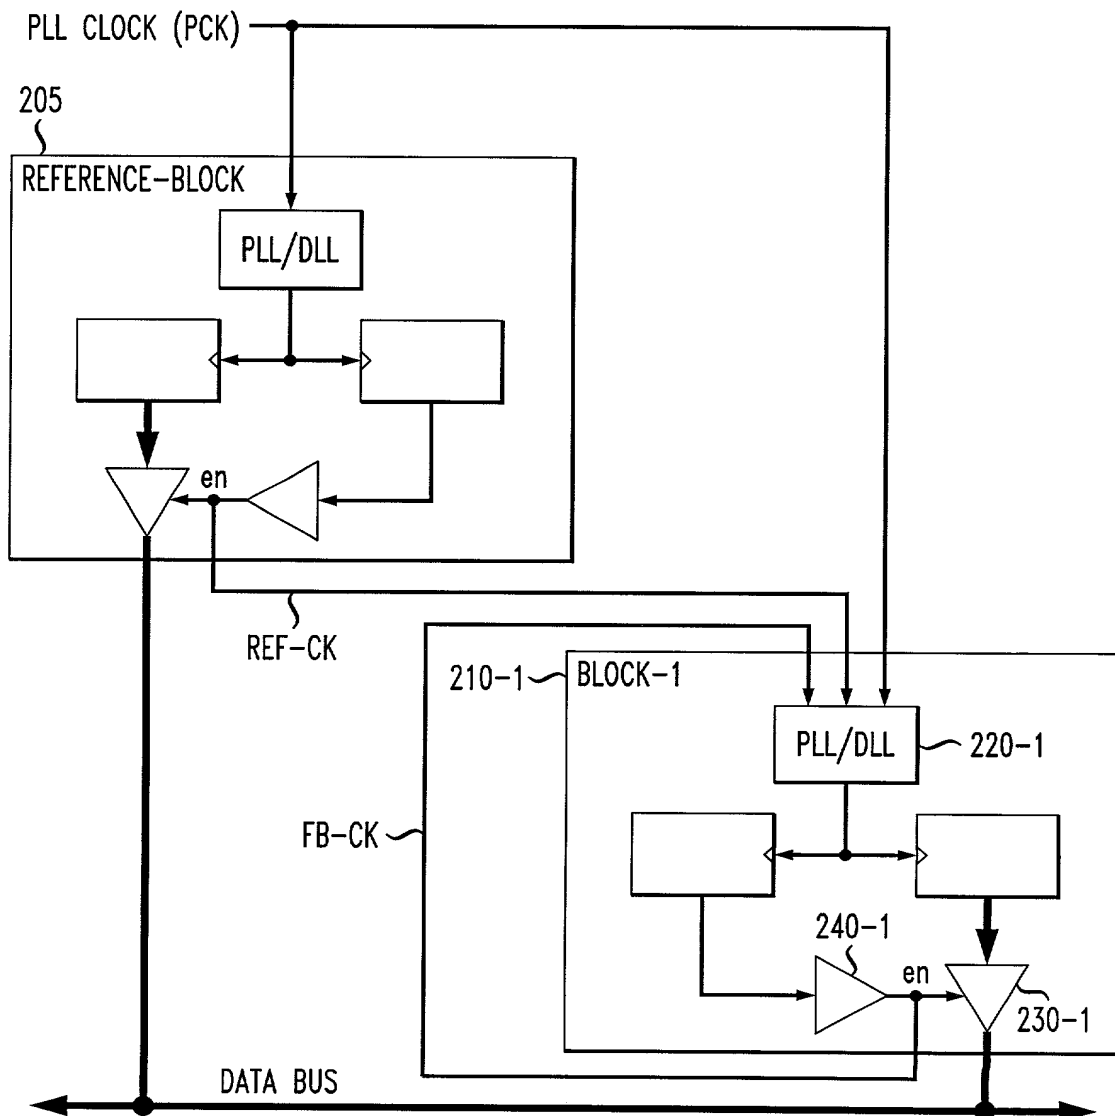 PLL CLOCK (PCK)
205
REFERENCE-BLOCK
PLL/DLL
en
REF-CK
210-1
BLOCK-1
PLL/DLL
220-1
FB-CK
240-1
en
230-1
DATA BUS